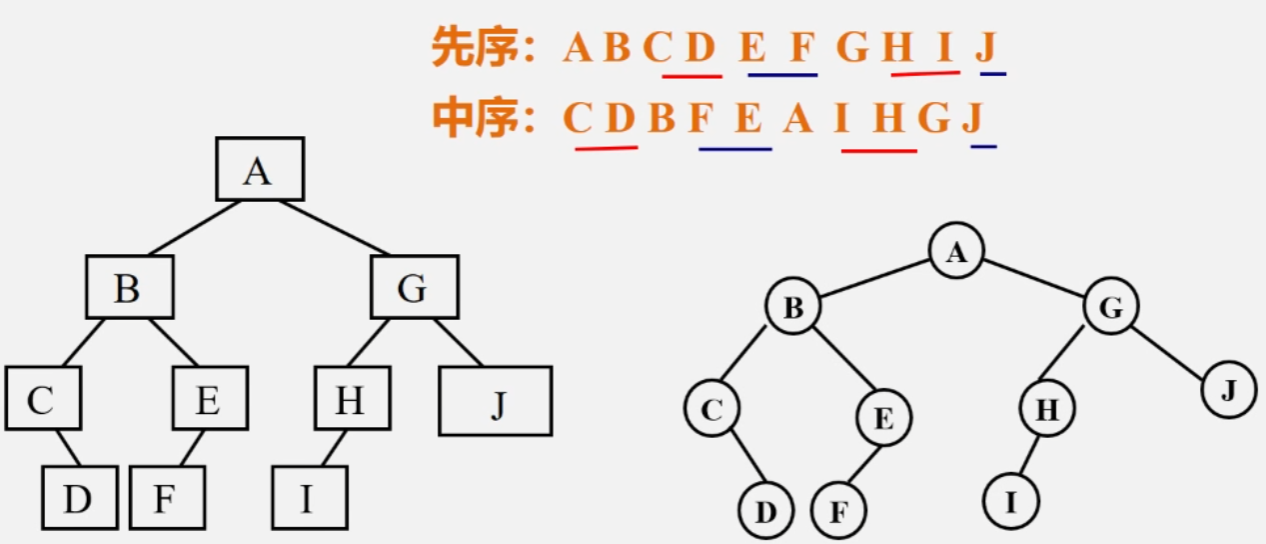 先序：A B C D E F G H I J
中序：C D B F E A I H G J
A
B G
C E H J
D F I
A
B G
C E H J
D F I